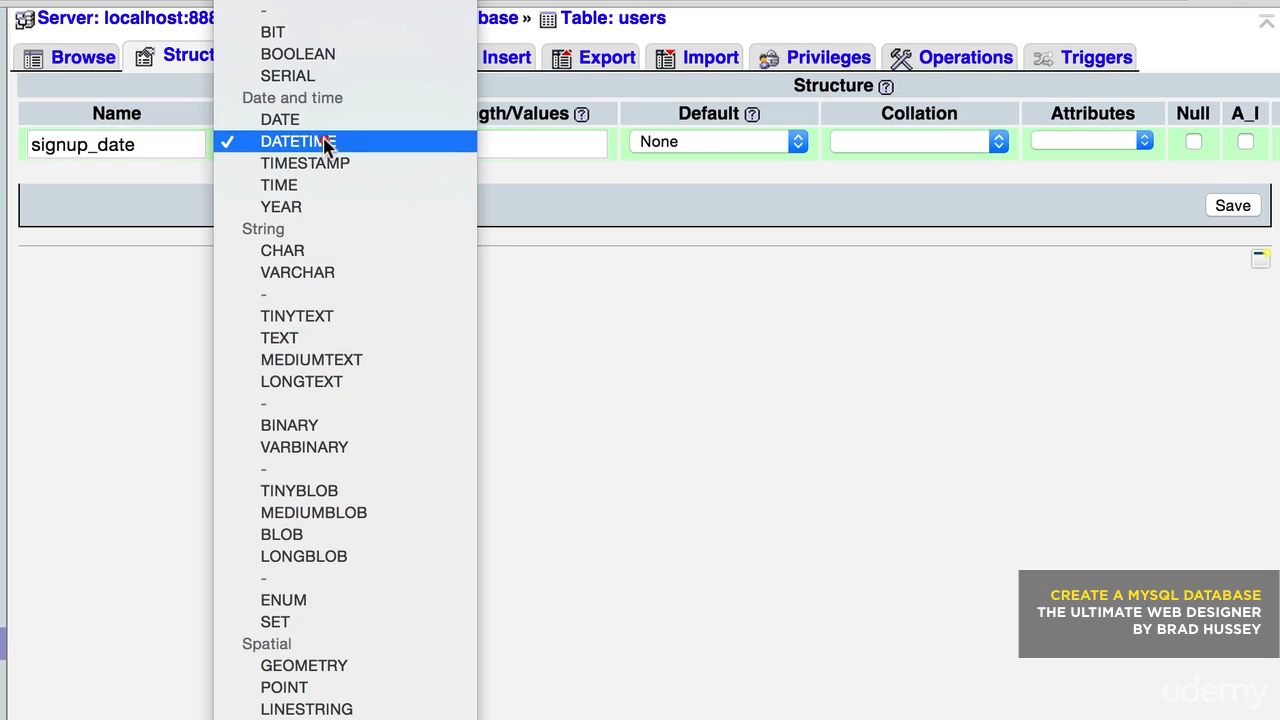 Server: localhost:888
base » Table: users
Browse
Struct
Insert
Export
Import
Privileges
Operations
Triggers
Structure
Name
gth/Values
Default
Collation
Attributes
Null
A_I
signup_date
None
Save
-
BIT
BOOLEAN
SERIAL
Date and time
DATE
✓ DATETIME
TIMESTAMP
TIME
YEAR
String
CHAR
VARCHAR
-
TINYTEXT
TEXT
MEDIUMTEXT
LONGTEXT
-
BINARY
VARBINARY
-
TINYBLOB
MEDIUMBLOB
BLOB
LONGBLOB
-
ENUM
SET
Spatial
GEOMETRY
POINT
LINESTRING
CREATE A MYSQL DATABASE
THE ULTIMATE WEB DESIGNER
BY BRAD HUSSEY
udemy